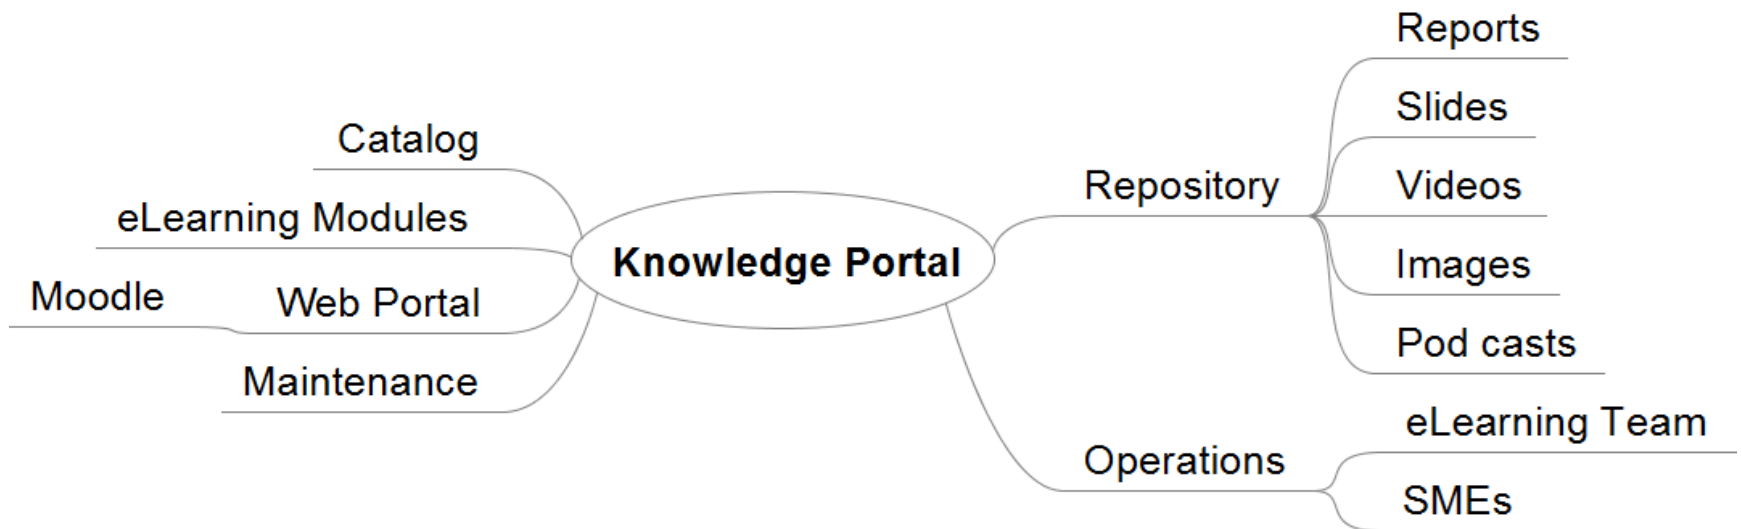 Knowledge Portal
Catalog
eLearning Modules
Web Portal
Moodle
Maintenance
Repository
Reports
Slides
Videos
Images
Pod casts
Operations
eLearning Team
SMEs